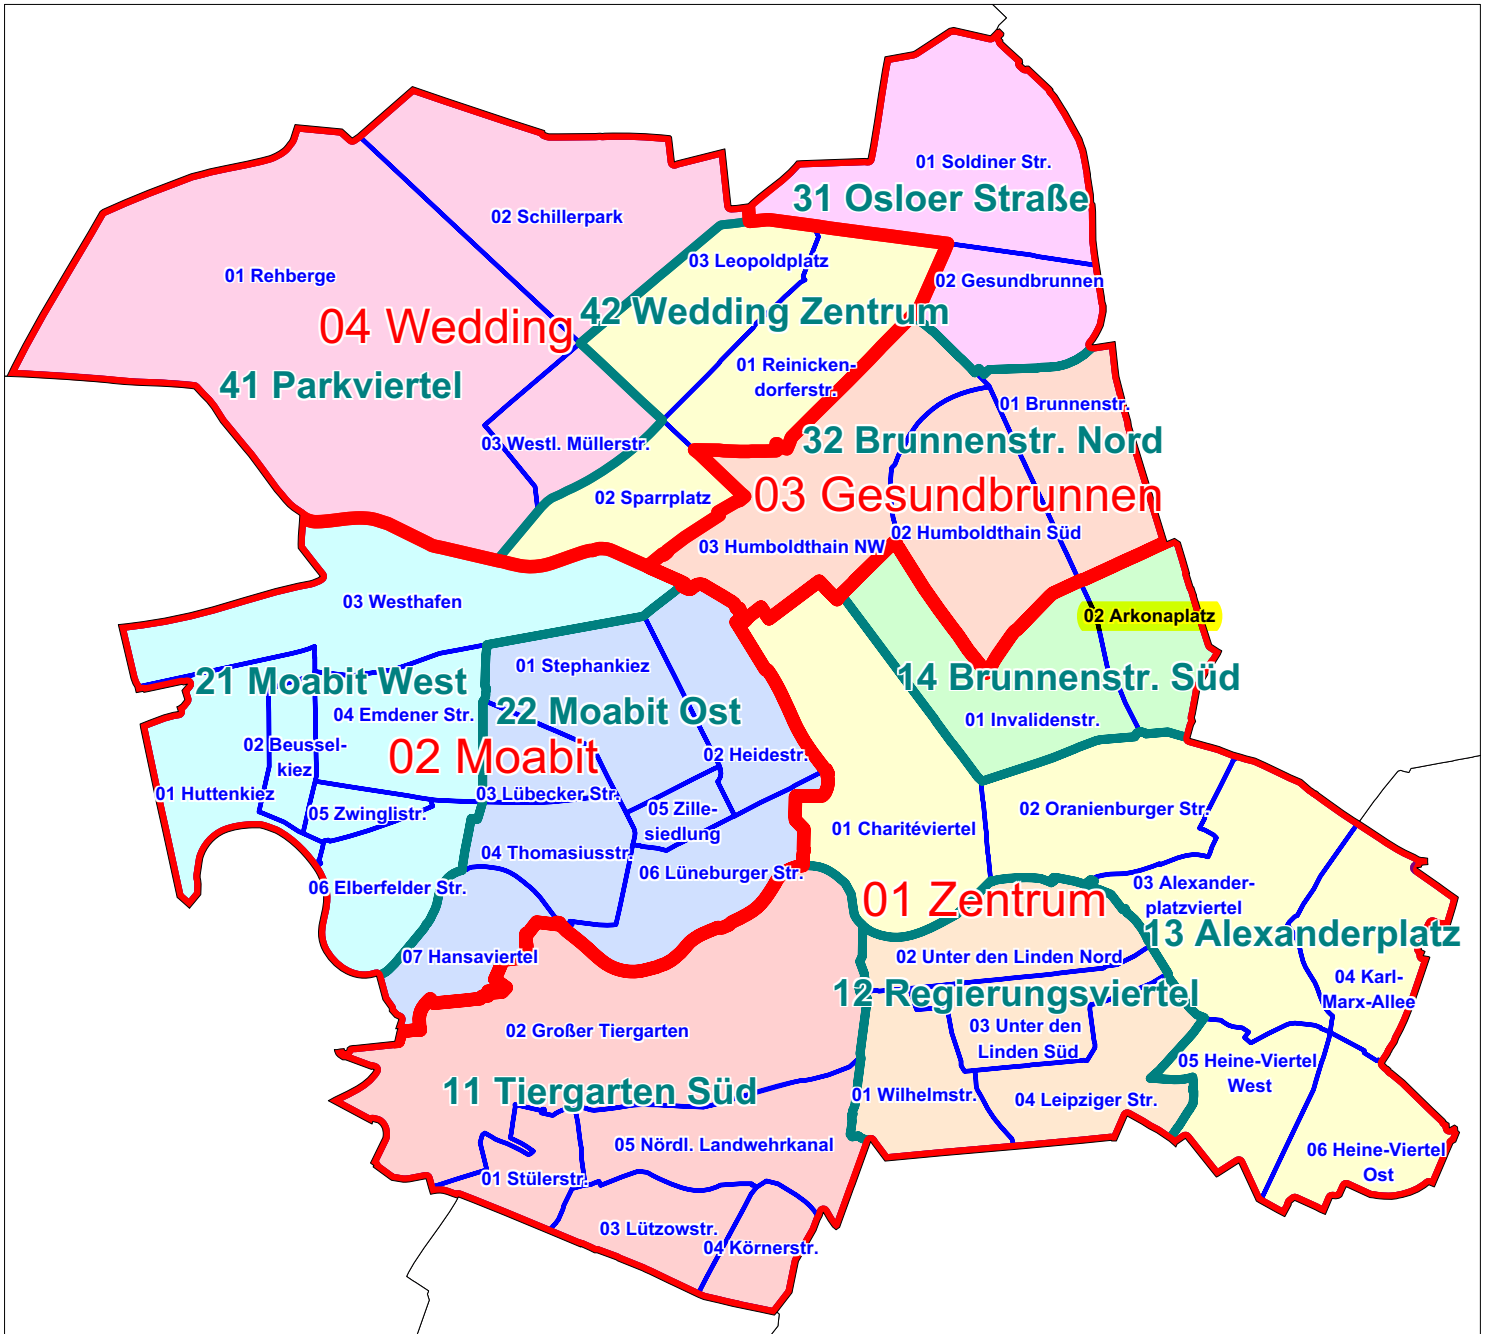 01 Soldiner Str.
31 Osloer Straße
02 Schillerpark
03 Leopoldplatz
01 Rehberge
02 Gesundbrunnen
42 Wedding Zentrum
04 Wedding
01 Reinicken-
dorferstr.
41 Parkviertel
01 Brunnenstr.
03 Westl. Müllerstr.
32 Brunnenstr. Nord
02 Sparrplatz
03 Gesundbrunnen
02 Humboldthain Süd
03 Humboldthain NW
03 Westhafen
02 Arkonaplatz
01 Stephankiez
21 Moabit West
14 Brunnenstr. Süd
04 Emdener Str.
22 Moabit Ost
01 Invalidenstr.
02 Beussel-
kiez
02 Moabit
02 Heidestr.
01 Huttenkiez
03 Lübecker Str.
05 Zwinglistr.
05 Zille-
siedlung
02 Oranienburger Str.
01 Charitéviertel
04 Thomasiusstr.
06 Lüneburger Str.
06 Elberfelder Str.
03 Alexander-
platzviertel
01 Zentrum
13 Alexanderplatz
07 Hansaviertel
02 Unter den Linden Nord
12 Regierungsviertel
04 Karl-
Marx-Allee
02 Großer Tiergarten
03 Unter den
Linden Süd
05 Heine-Viertel
West
11 Tiergarten Süd
01 Wilhelmstr.
04 Leipziger Str.
05 Nördl. Landwehrkanal
06 Heine-Viertel
Ost
01 Stülerstr.
03 Lützowstr.
04 Körnerstr.